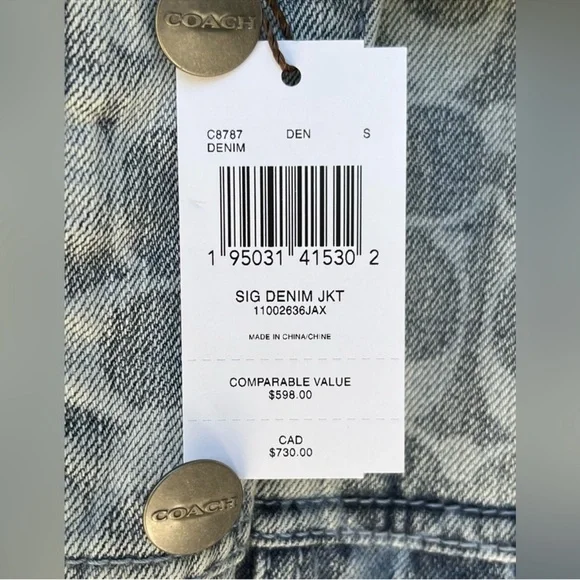 COACH
C8787 DEN S
DENIM
1 95031 41530 2
SIG DENIM JKT
11002636JAX
MADE IN CHINA/CHINE
COMPARABLE VALUE
$598.00
CAD
$730.00
COACH